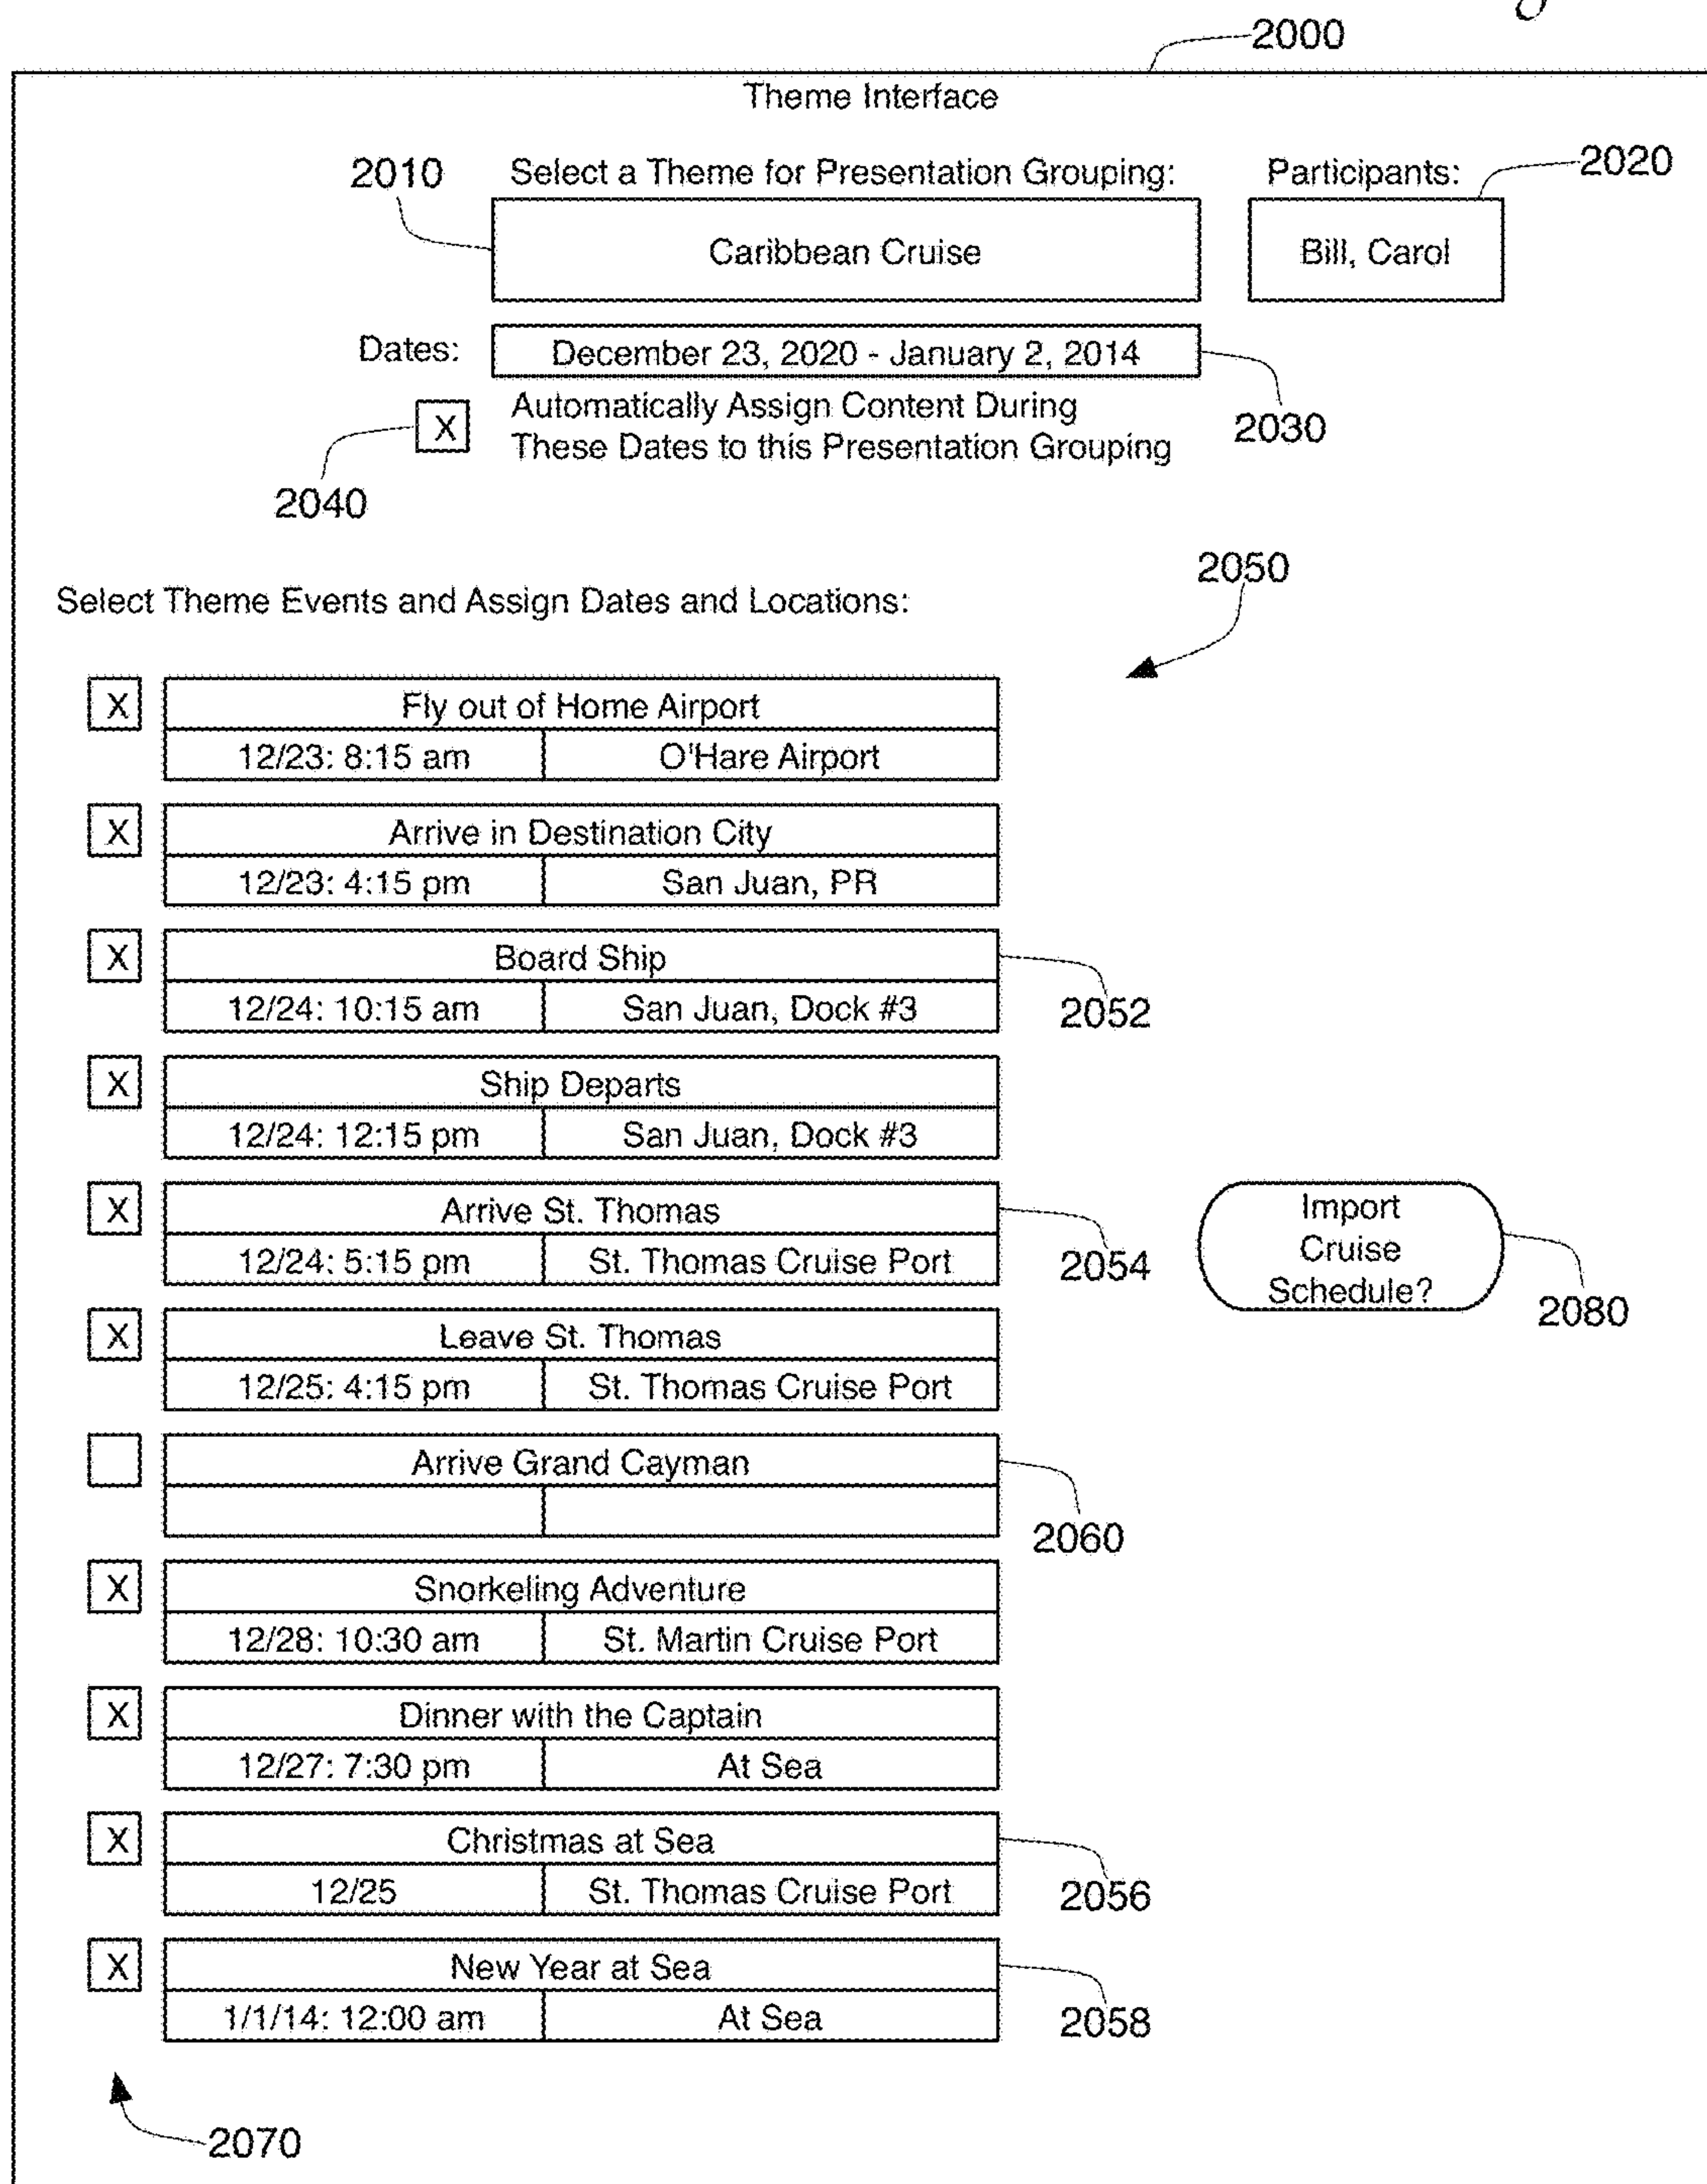 2000
Theme Interface
2010 Select a Theme for Presentation Grouping: Participants: 2020
Caribbean Cruise Bill, Carol
Dates: December 23, 2020 - January 2, 2014
X Automatically Assign Content During
These Dates to this Presentation Grouping 2030
2040
2050
Select Theme Events and Assign Dates and Locations:
X Fly out of Home Airport
12/23: 8:15 am O'Hare Airport
X Arrive in Destination City
12/23: 4:15 pm San Juan, PR
X Board Ship
12/24: 10:15 am San Juan, Dock #3 2052
X Ship Departs
12/24: 12:15 pm San Juan, Dock #3
X Arrive St. Thomas
12/24: 5:15 pm St. Thomas Cruise Port 2054
Import
Cruise
Schedule?
2080
X Leave St. Thomas
12/25: 4:15 pm St. Thomas Cruise Port
Arrive Grand Cayman
2060
X Snorkeling Adventure
12/28: 10:30 am St. Martin Cruise Port
X Dinner with the Captain
12/27: 7:30 pm At Sea
X Christmas at Sea
12/25 St. Thomas Cruise Port 2056
X New Year at Sea
1/1/14: 12:00 am At Sea 2058
2070